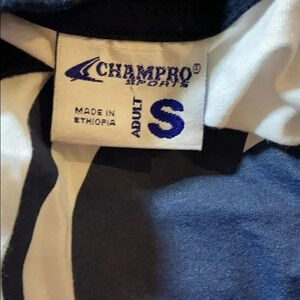 CHAMPRO®
SPORTS
MADE IN
ETHIOPIA
ADULT
S